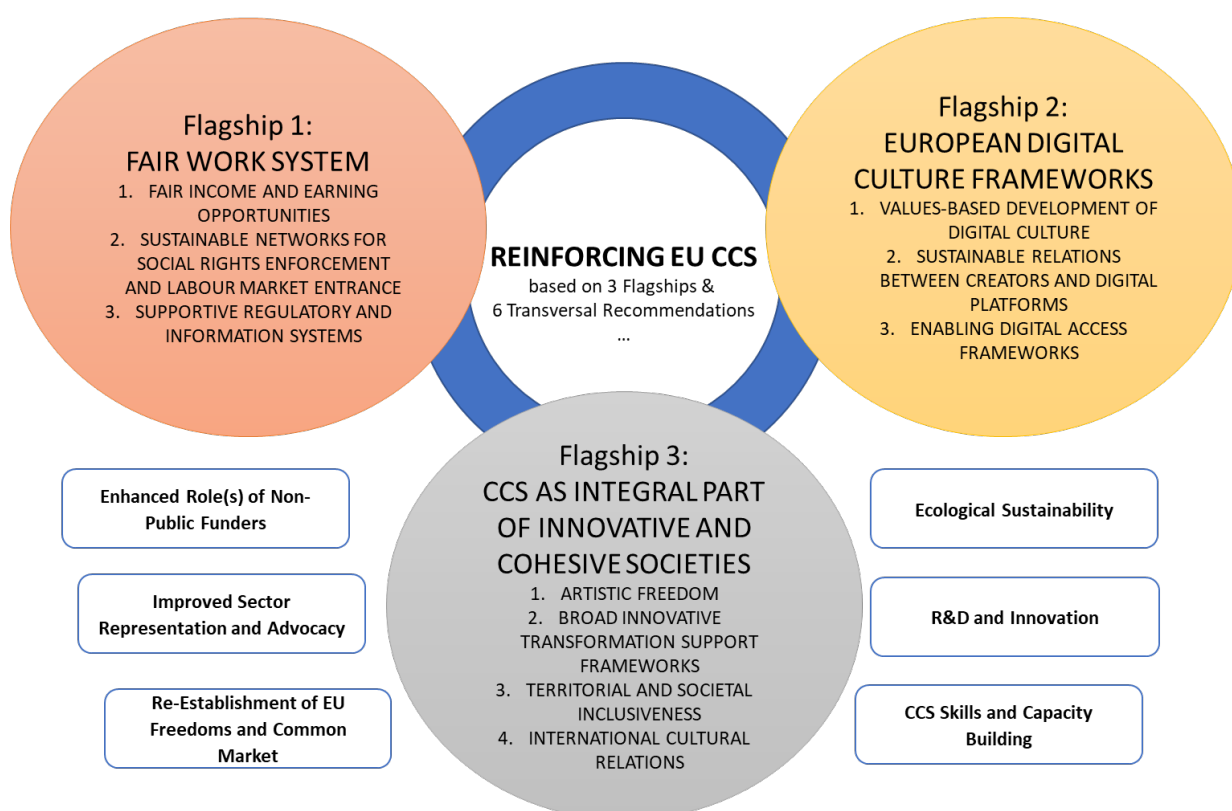 Flagship 1:
FAIR WORK SYSTEM
1. FAIR INCOME AND EARNING
OPPORTUNITIES
2. SUSTAINABLE NETWORKS FOR
SOCIAL RIGHTS ENFORCEMENT
AND LABOUR MARKET ENTRANCE
3. SUPPORTIVE REGULATORY AND
INFORMATION SYSTEMS
REINFORCING EU CCS
based on 3 Flagships &
6 Transversal Recommendations
...
Flagship 2:
EUROPEAN DIGITAL
CULTURE FRAMEWORKS
1. VALUES-BASED DEVELOPMENT OF
DIGITAL CULTURE
2. SUSTAINABLE RELATIONS
BETWEEN CREATORS AND DIGITAL
PLATFORMS
3. ENABLING DIGITAL ACCESS
FRAMEWORKS
Flagship 3:
CCS AS INTEGRAL PART
OF INNOVATIVE AND
COHESIVE SOCIETIES
1. ARTISTIC FREEDOM
2. BROAD INNOVATIVE
TRANSFORMATION SUPPORT
FRAMEWORKS
3. TERRITORIAL AND SOCIETAL
INCLUSIVENESS
4. INTERNATIONAL CULTURAL
RELATIONS
Enhanced Role(s) of Non-
Public Funders
Improved Sector
Representation and Advocacy
Re-Establishment of EU
Freedoms and Common
Market
Ecological Sustainability
R&D and Innovation
CCS Skills and Capacity
Building